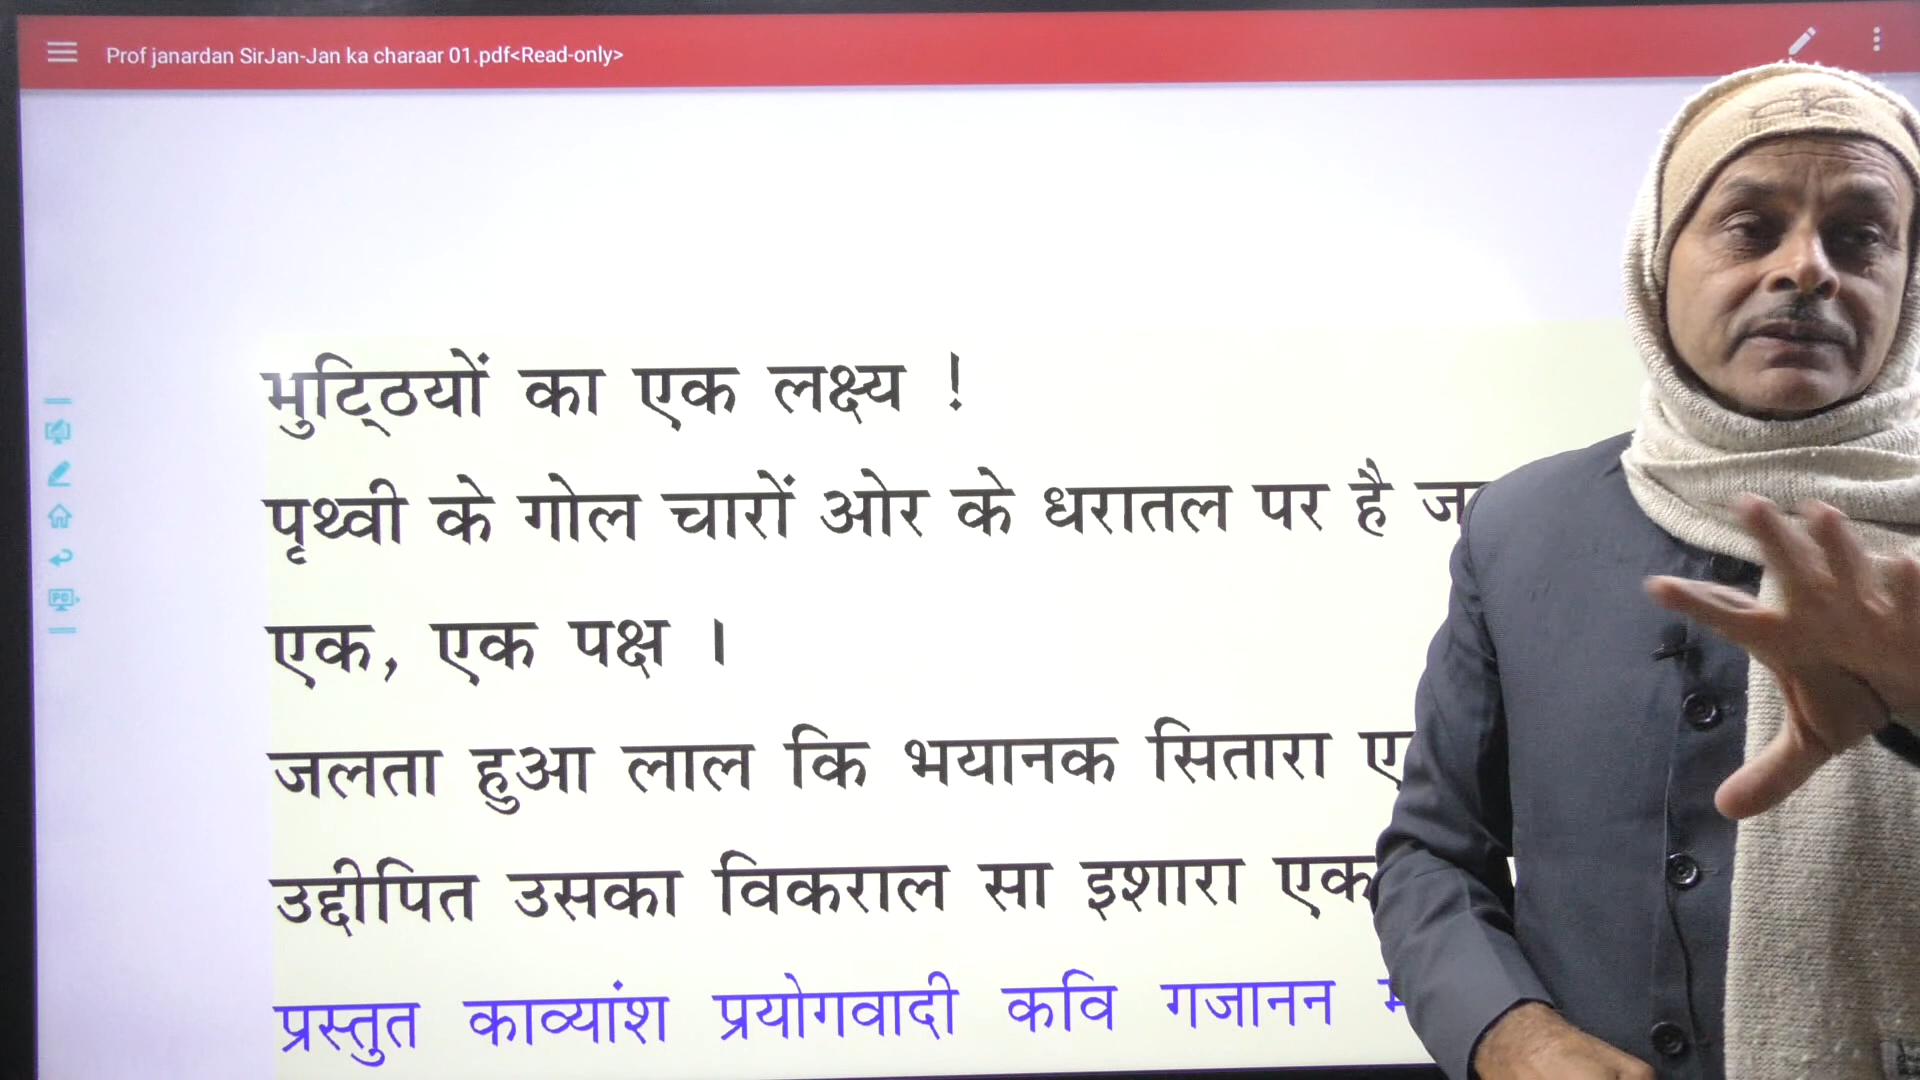 Prof janardan SirJan-Jan ka charaar 01.pdf<Read-only>
भुट्ठियों का एक लक्ष्य !
पृथ्वी के गोल चारों ओर के धरातल पर है
एक, एक पक्ष ।
जलता हुआ लाल कि भयानक सितारा
उद्दीपित उसका विकराल सा इशारा एक
प्रस्तुत काव्यांश प्रयोगवादी कवि गजानन